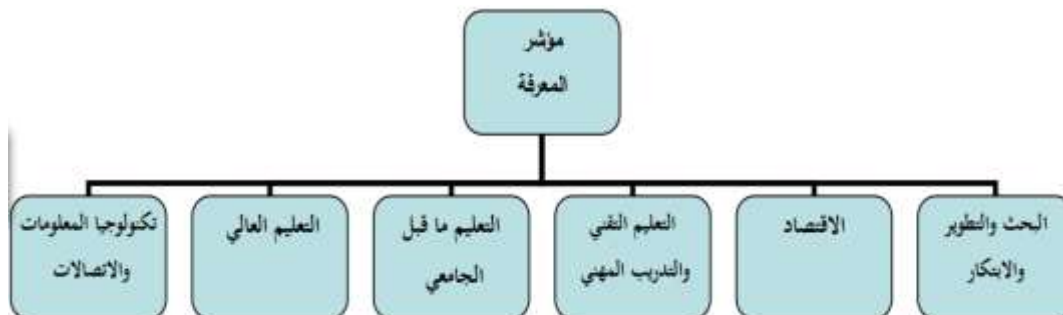 مؤشر
المعرفة
البحث والتطوير
والابتكار
الاقتصاد
التعليم التقني
والتدريب المهني
التعليم ما قبل
الجامعي
التعليم العالي
تكنولوجيا المعلومات
والاتصالات